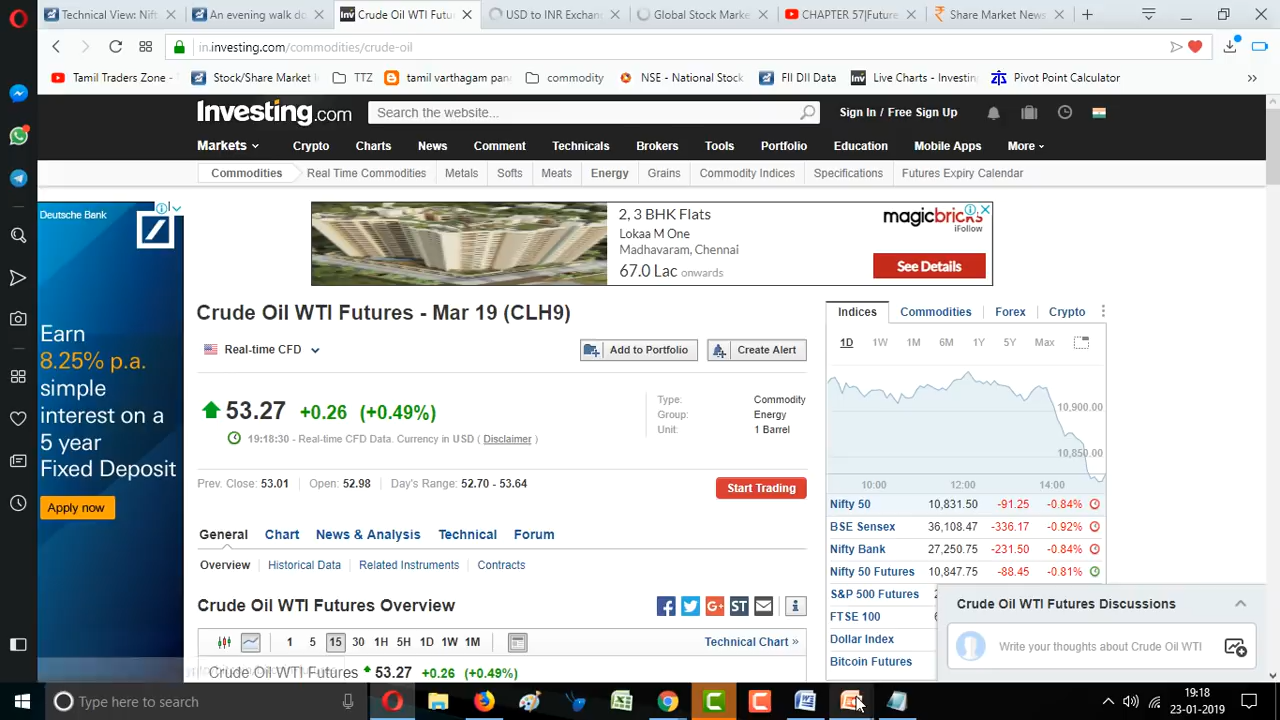 Technical View: Nift
An evening walk do
Crude Oil WTI Futu
USD to INR Exchan
Global Stock Mark
CHAPTER 57|Future
Share Market News
in.investing.com/commodities/crude-oil
Tamil Traders Zone -
Stock/Share Market
TTZ
tamil varthagam pan
commodity
NSE - National Stock
FII DII Data
Live Charts - Investing
Pivot Point Calculator
Investing.com
Search the website...
Sign In / Free Sign Up
Markets
Crypto
Charts
News
Comment
Technicals
Brokers
Tools
Portfolio
Education
Mobile Apps
More
Commodities
Real Time Commodities
Metals
Softs
Meats
Energy
Grains
Commodity Indices
Specifications
Futures Expiry Calendar
Deutsche Bank
Earn
8.25% p.a.
simple
interest on a
5 year
Fixed Deposit
Apply now
2, 3 BHK Flats
Lokaa M One
Madhavaram, Chennai
67.0 Lac onwards
magicbricks
iFollow
See Details
Crude Oil WTI Futures - Mar 19 (CLH9)
Real-time CFD
Add to Portfolio
Create Alert
53.27 +0.26 (+0.49%)
19:18:30 - Real-time CFD Data. Currency in USD ( Disclaimer )
Type: Commodity
Group: Energy
Unit: 1 Barrel
Prev. Close: 53.01
Open: 52.98
Day's Range: 52.70 - 53.64
Start Trading
General
Chart
News & Analysis
Technical
Forum
Overview
Historical Data
Related Instruments
Contracts
Crude Oil WTI Futures Overview
1 5 15 30 1H 5H 1D 1W 1M
Technical Chart »
Crude Oil WTI Futures 53.27 +0.26 (+0.49%)
Indices
Commodities
Forex
Crypto
1D 1W 1M 6M 1Y 5Y Max
10,900.00
10,850.00
10:00 12:00 14:00
Nifty 50 10,831.50 -91.25 -0.84%
BSE Sensex 36,108.47 -336.17 -0.92%
Nifty Bank 27,250.75 -231.50 -0.84%
Nifty 50 Futures 10,847.75 -88.45 -0.81%
S&P 500 Futures
FTSE 100
Dollar Index
Bitcoin Futures
Crude Oil WTI Futures Discussions
Write your thoughts about Crude Oil WTI
Type here to search
19:18
23-01-2019